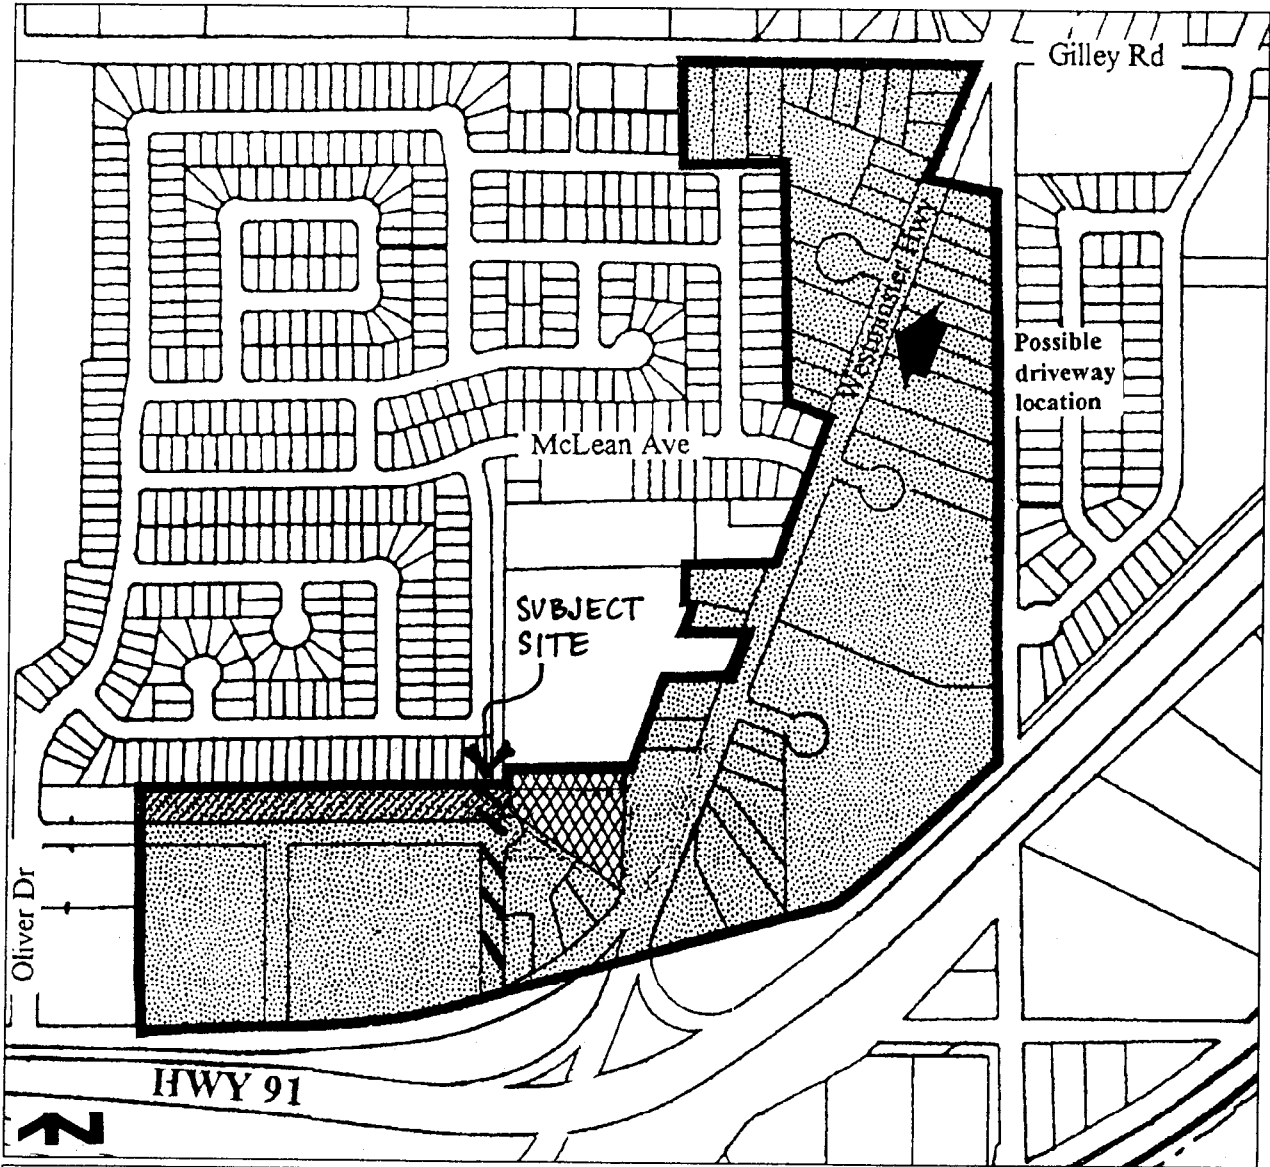 Gilley Rd
Westminster Hwy
Possible
driveway
location
McLean Ave
SUBJECT
SITE
Oliver Dr
HWY 91
N